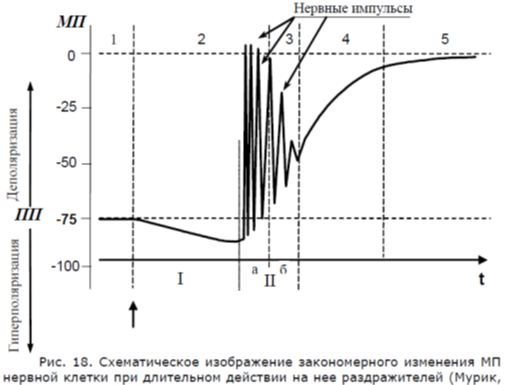 МП
Нервные импульсы
1 2 3 4 5
0
-25
-50
ПП -75
-100
Деполяризация
Гиперполяризация
I
а
II
б
t
Рис. 18. Схематическое изображение закономерного изменения МП
нервной клетки при длительном действии на нее раздражителей (Мурик,